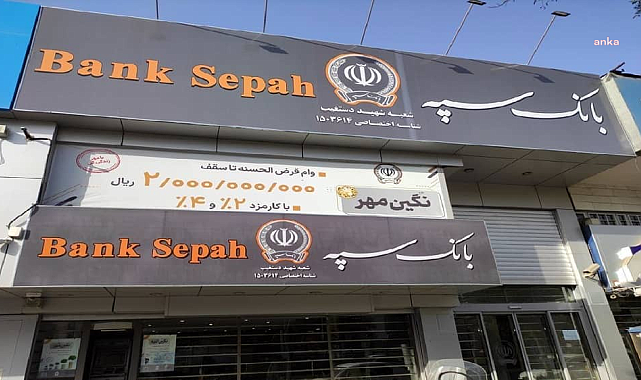 anka
Bank Sepah
بانک سپه
شعبه شهید دستغیب
شناسه اختصاصی ۱۵۰۳۶۱۴
وام قرض الحسنه تا سقف
۲/۰۰۰/۰۰۰/۰۰۰ ریال
با کارمزد ۲٪ و ۴٪
نگین مهر
Bank Sepah
بانک سپه
شعبه شهید دستغیب
شناسه اختصاصی ۱۵۰۳۶۱۴